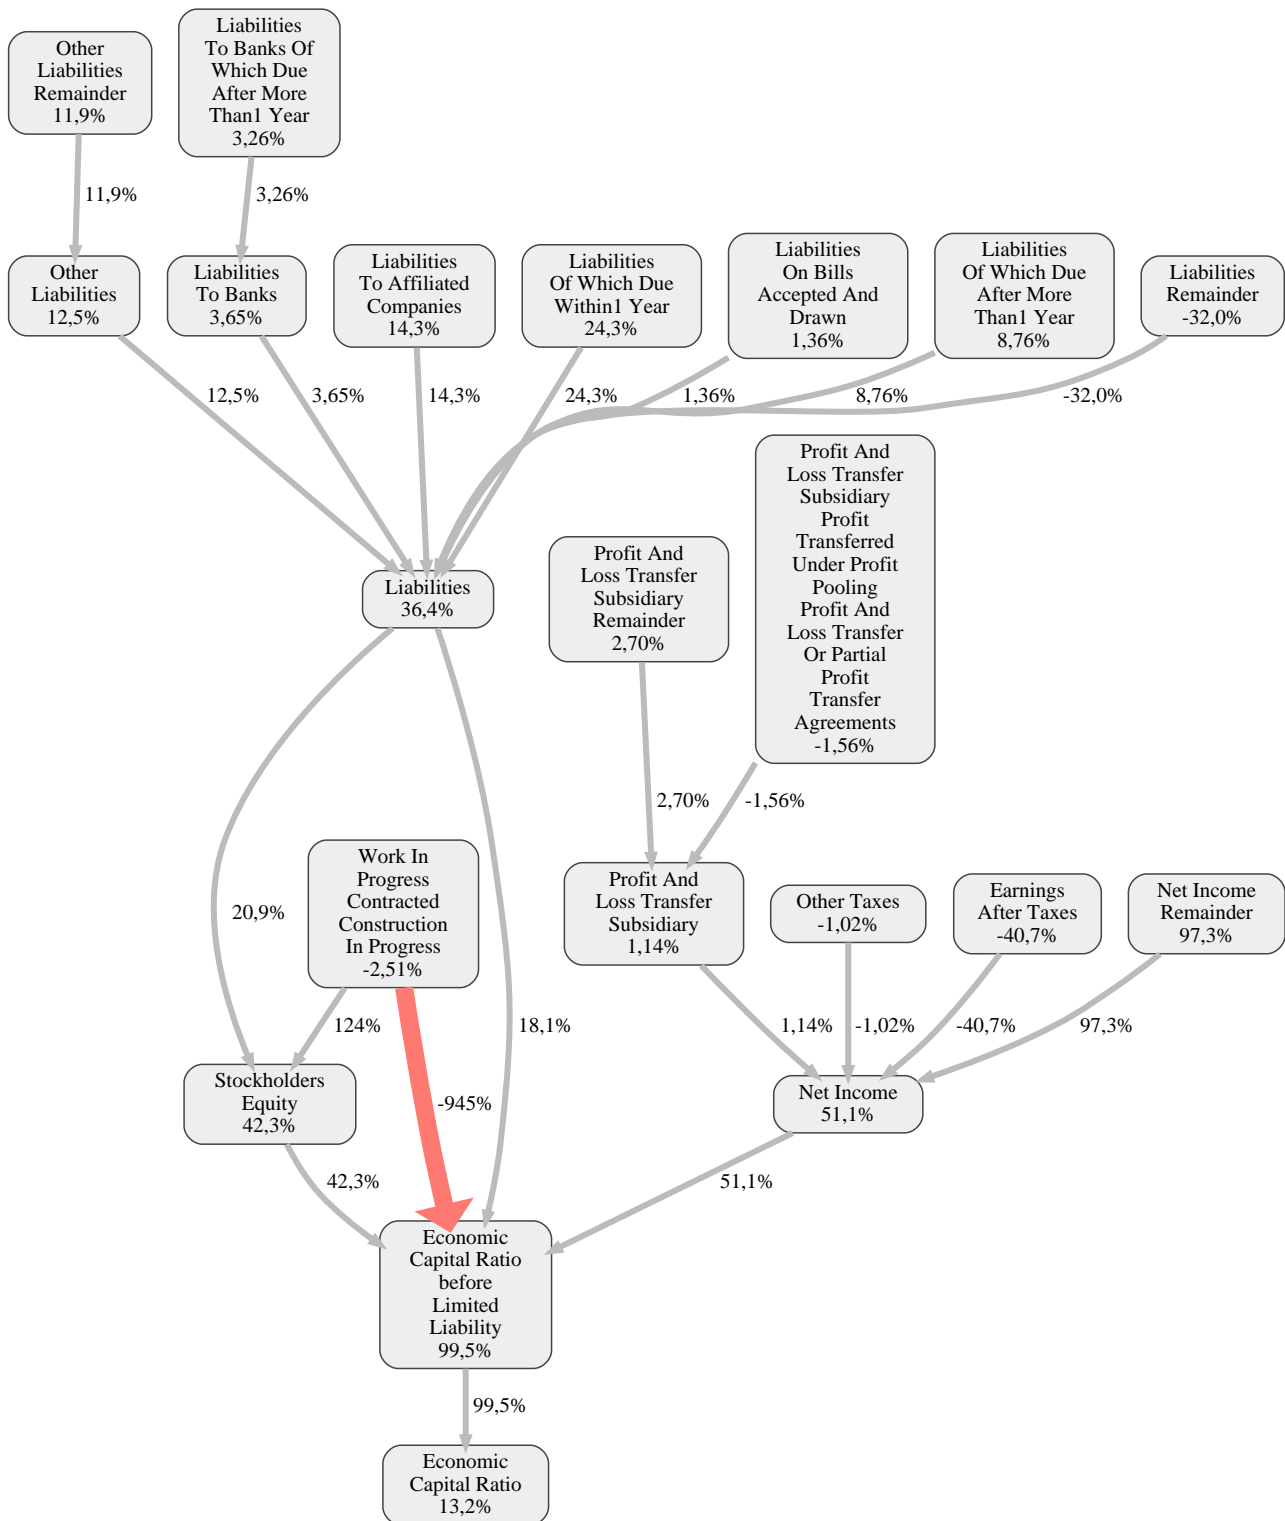 Other
Liabilities
Remainder
11,9%
Liabilities
To Banks Of
Which Due
After More
Than1 Year
3,26%
11,9%
3,26%
Other
Liabilities
12,5%
Liabilities
To Banks
3,65%
Liabilities
To Affiliated
Companies
14,3%
Liabilities
Of Which Due
Within1 Year
24,3%
Liabilities
On Bills
Accepted And
Drawn
1,36%
Liabilities
Of Which Due
After More
Than1 Year
8,76%
Liabilities
Remainder
-32,0%
12,5%
3,65%
14,3%
24,3%
1,36%
8,76%
-32,0%
Profit And
Loss Transfer
Subsidiary
Profit
Transferred
Under Profit
Pooling
Profit And
Loss Transfer
Or Partial
Profit
Transfer
Agreements
-1,56%
Profit And
Loss Transfer
Subsidiary
Remainder
2,70%
Liabilities
36,4%
2,70%
-1,56%
Work In
Progress
Contracted
Construction
In Progress
-2,51%
Profit And
Loss Transfer
Subsidiary
1,14%
Other Taxes
-1,02%
Earnings
After Taxes
-40,7%
Net Income
Remainder
97,3%
20,9%
124%
18,1%
1,14%
-1,02%
-40,7%
97,3%
Stockholders
Equity
42,3%
-945%
Net Income
51,1%
42,3%
51,1%
Economic
Capital Ratio
before
Limited
Liability
99,5%
99,5%
Economic
Capital Ratio
13,2%